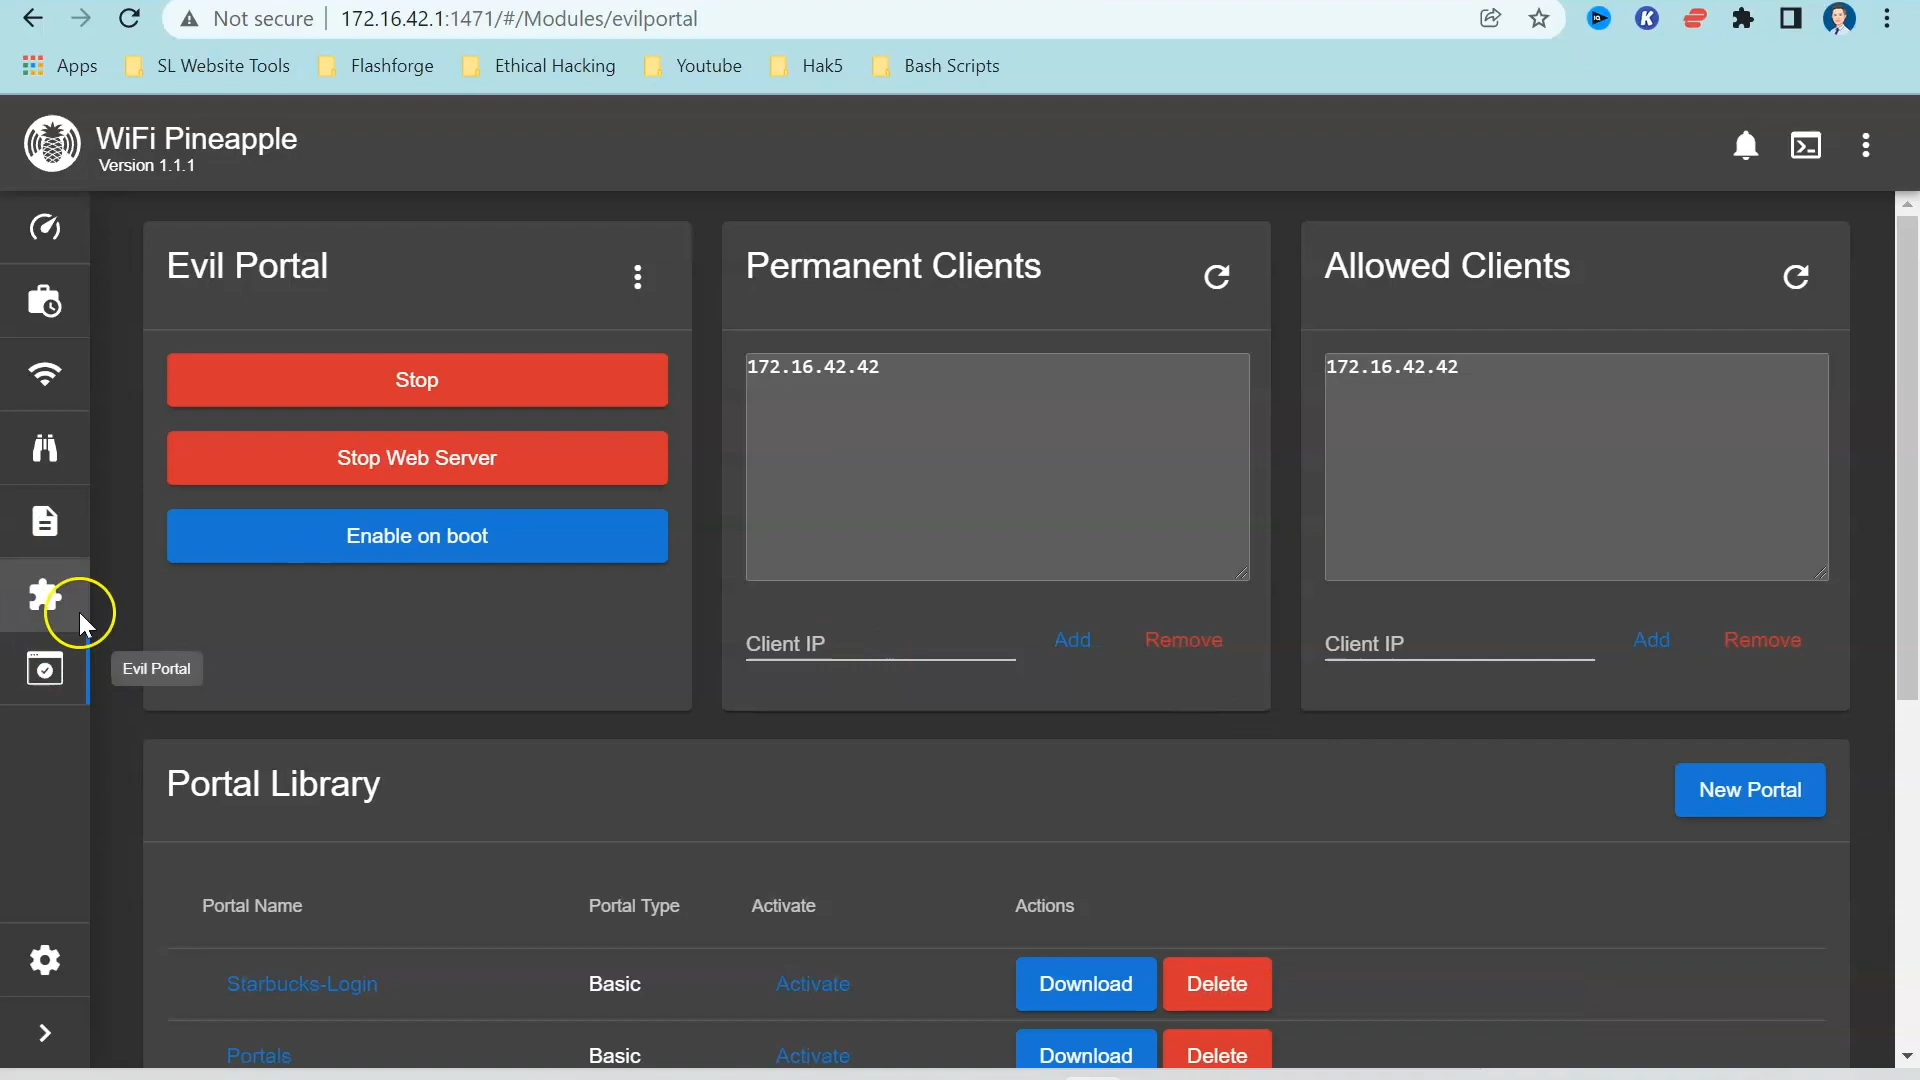 Not secure
172.16.42.1:1471/#/Modules/evilportal
Apps
SL Website Tools
Flashforge
Ethical Hacking
Youtube
Hak5
Bash Scripts
WiFi Pineapple
Version 1.1.1
Evil Portal
Stop
Stop Web Server
Enable on boot
Permanent Clients
172.16.42.42
Client IP
Add
Remove
Allowed Clients
172.16.42.42
Client IP
Add
Remove
Evil Portal
Portal Library
New Portal
Portal Name
Portal Type
Activate
Actions
Starbucks-Login
Basic
Activate
Download
Delete
Portals
Basic
Activate
Download
Delete